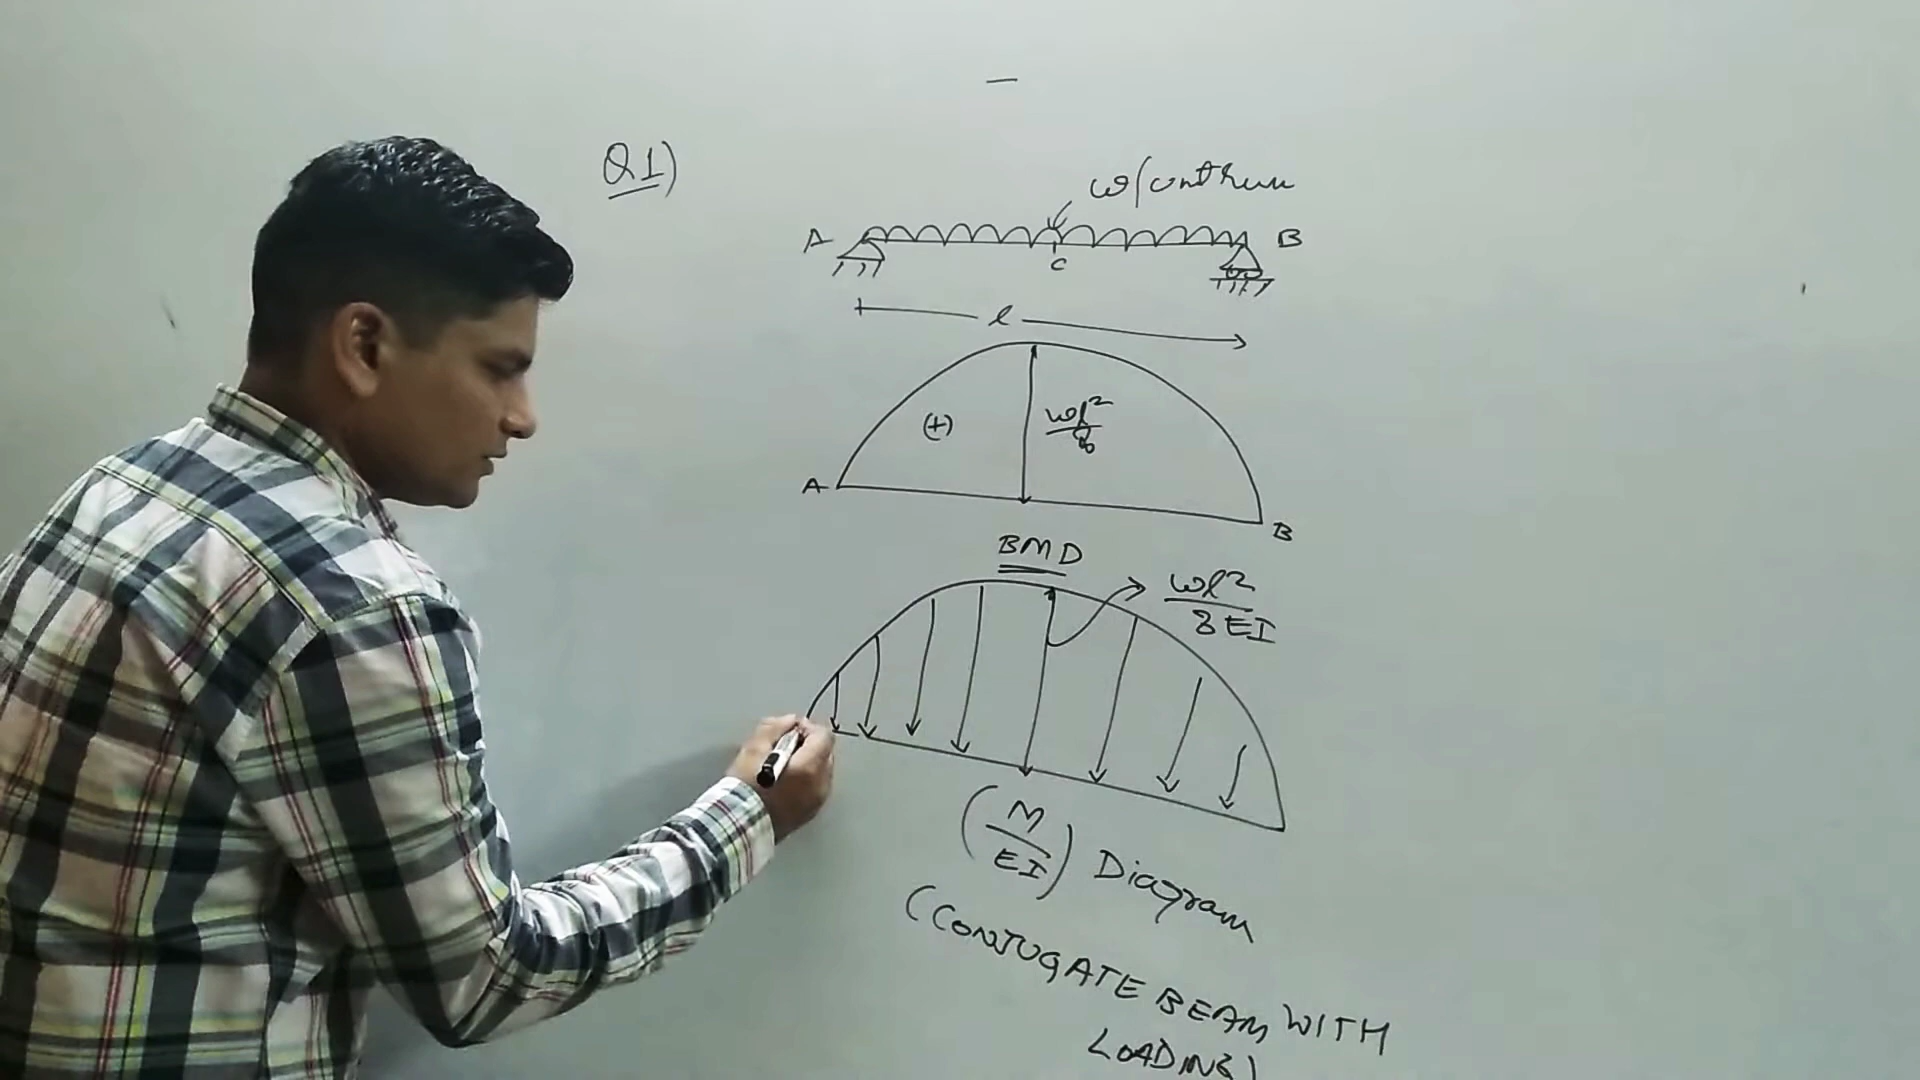 Q1)
w/unit run
A B
C
l
(+) wl²/8
A B
BMD
wl²/8EI
(M/EI) Diagram
(CONJUGATE BEAM WITH
LOADING)